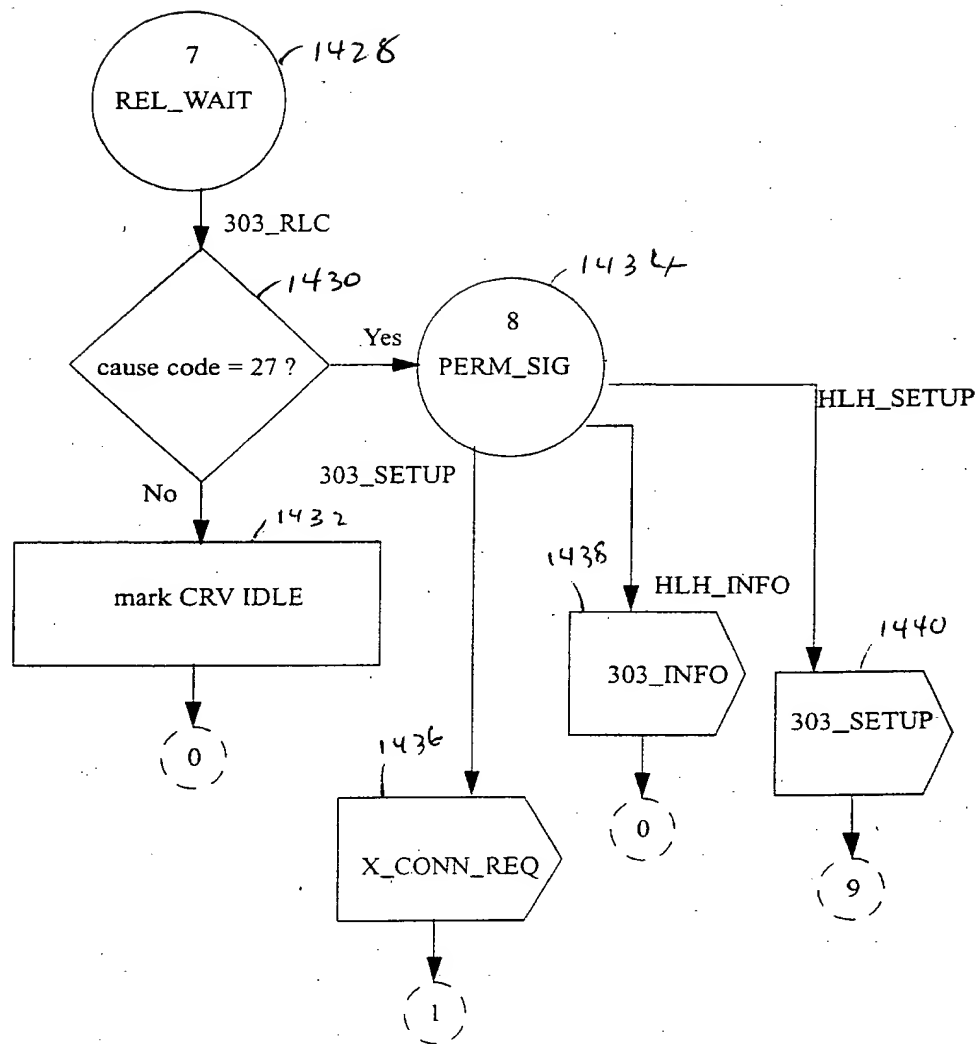 7
REL_WAIT
1428
303_RLC
1430
cause code = 27 ?
Yes
1434
8
PERM_SIG
HLH_SETUP
303_SETUP
No
1432
mark CRV IDLE
0
1438
HLH_INFO
303_INFO
0
1440
303_SETUP
9
1436
X_CONN_REQ
1